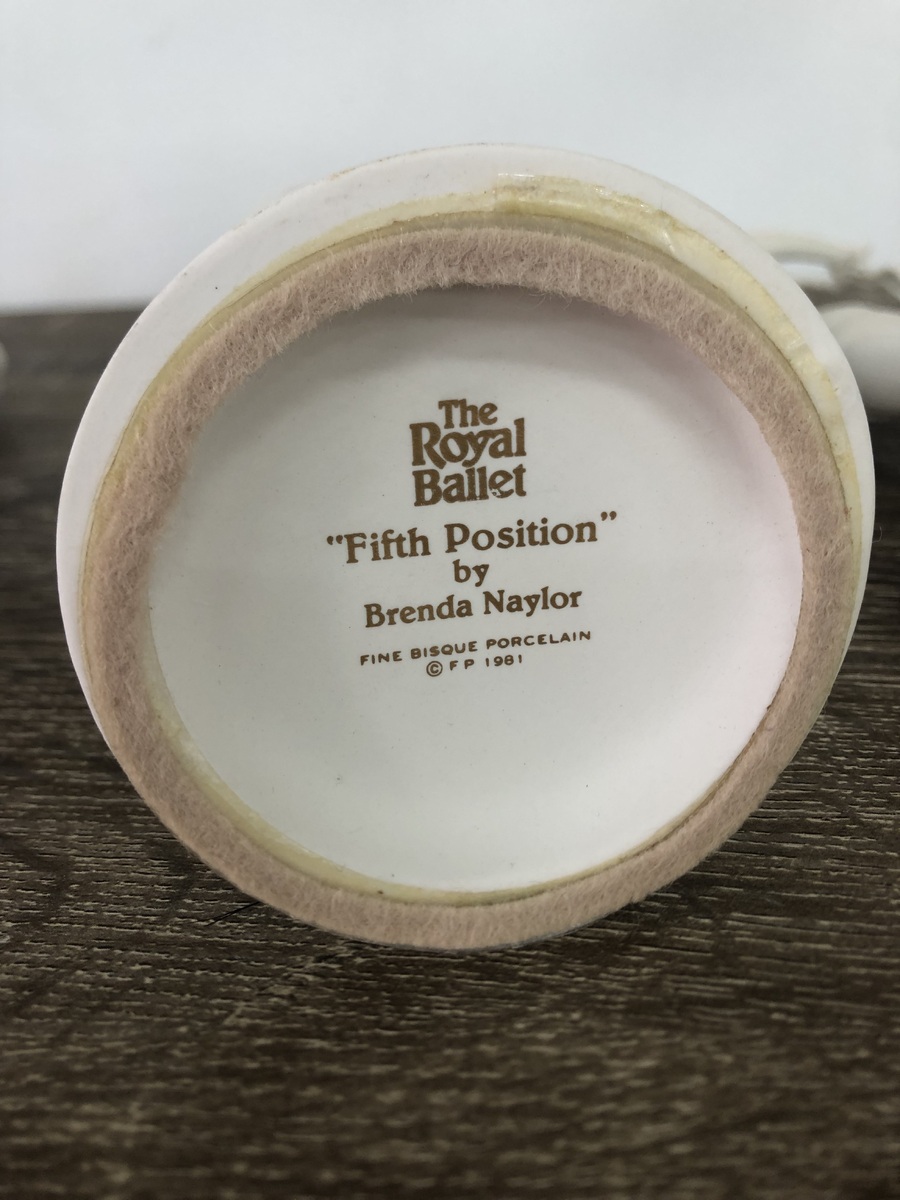 The
Royal
Ballet
“Fifth Position”
by
Brenda Naylor
FINE BISQUE PORCELAIN
© F P 1981